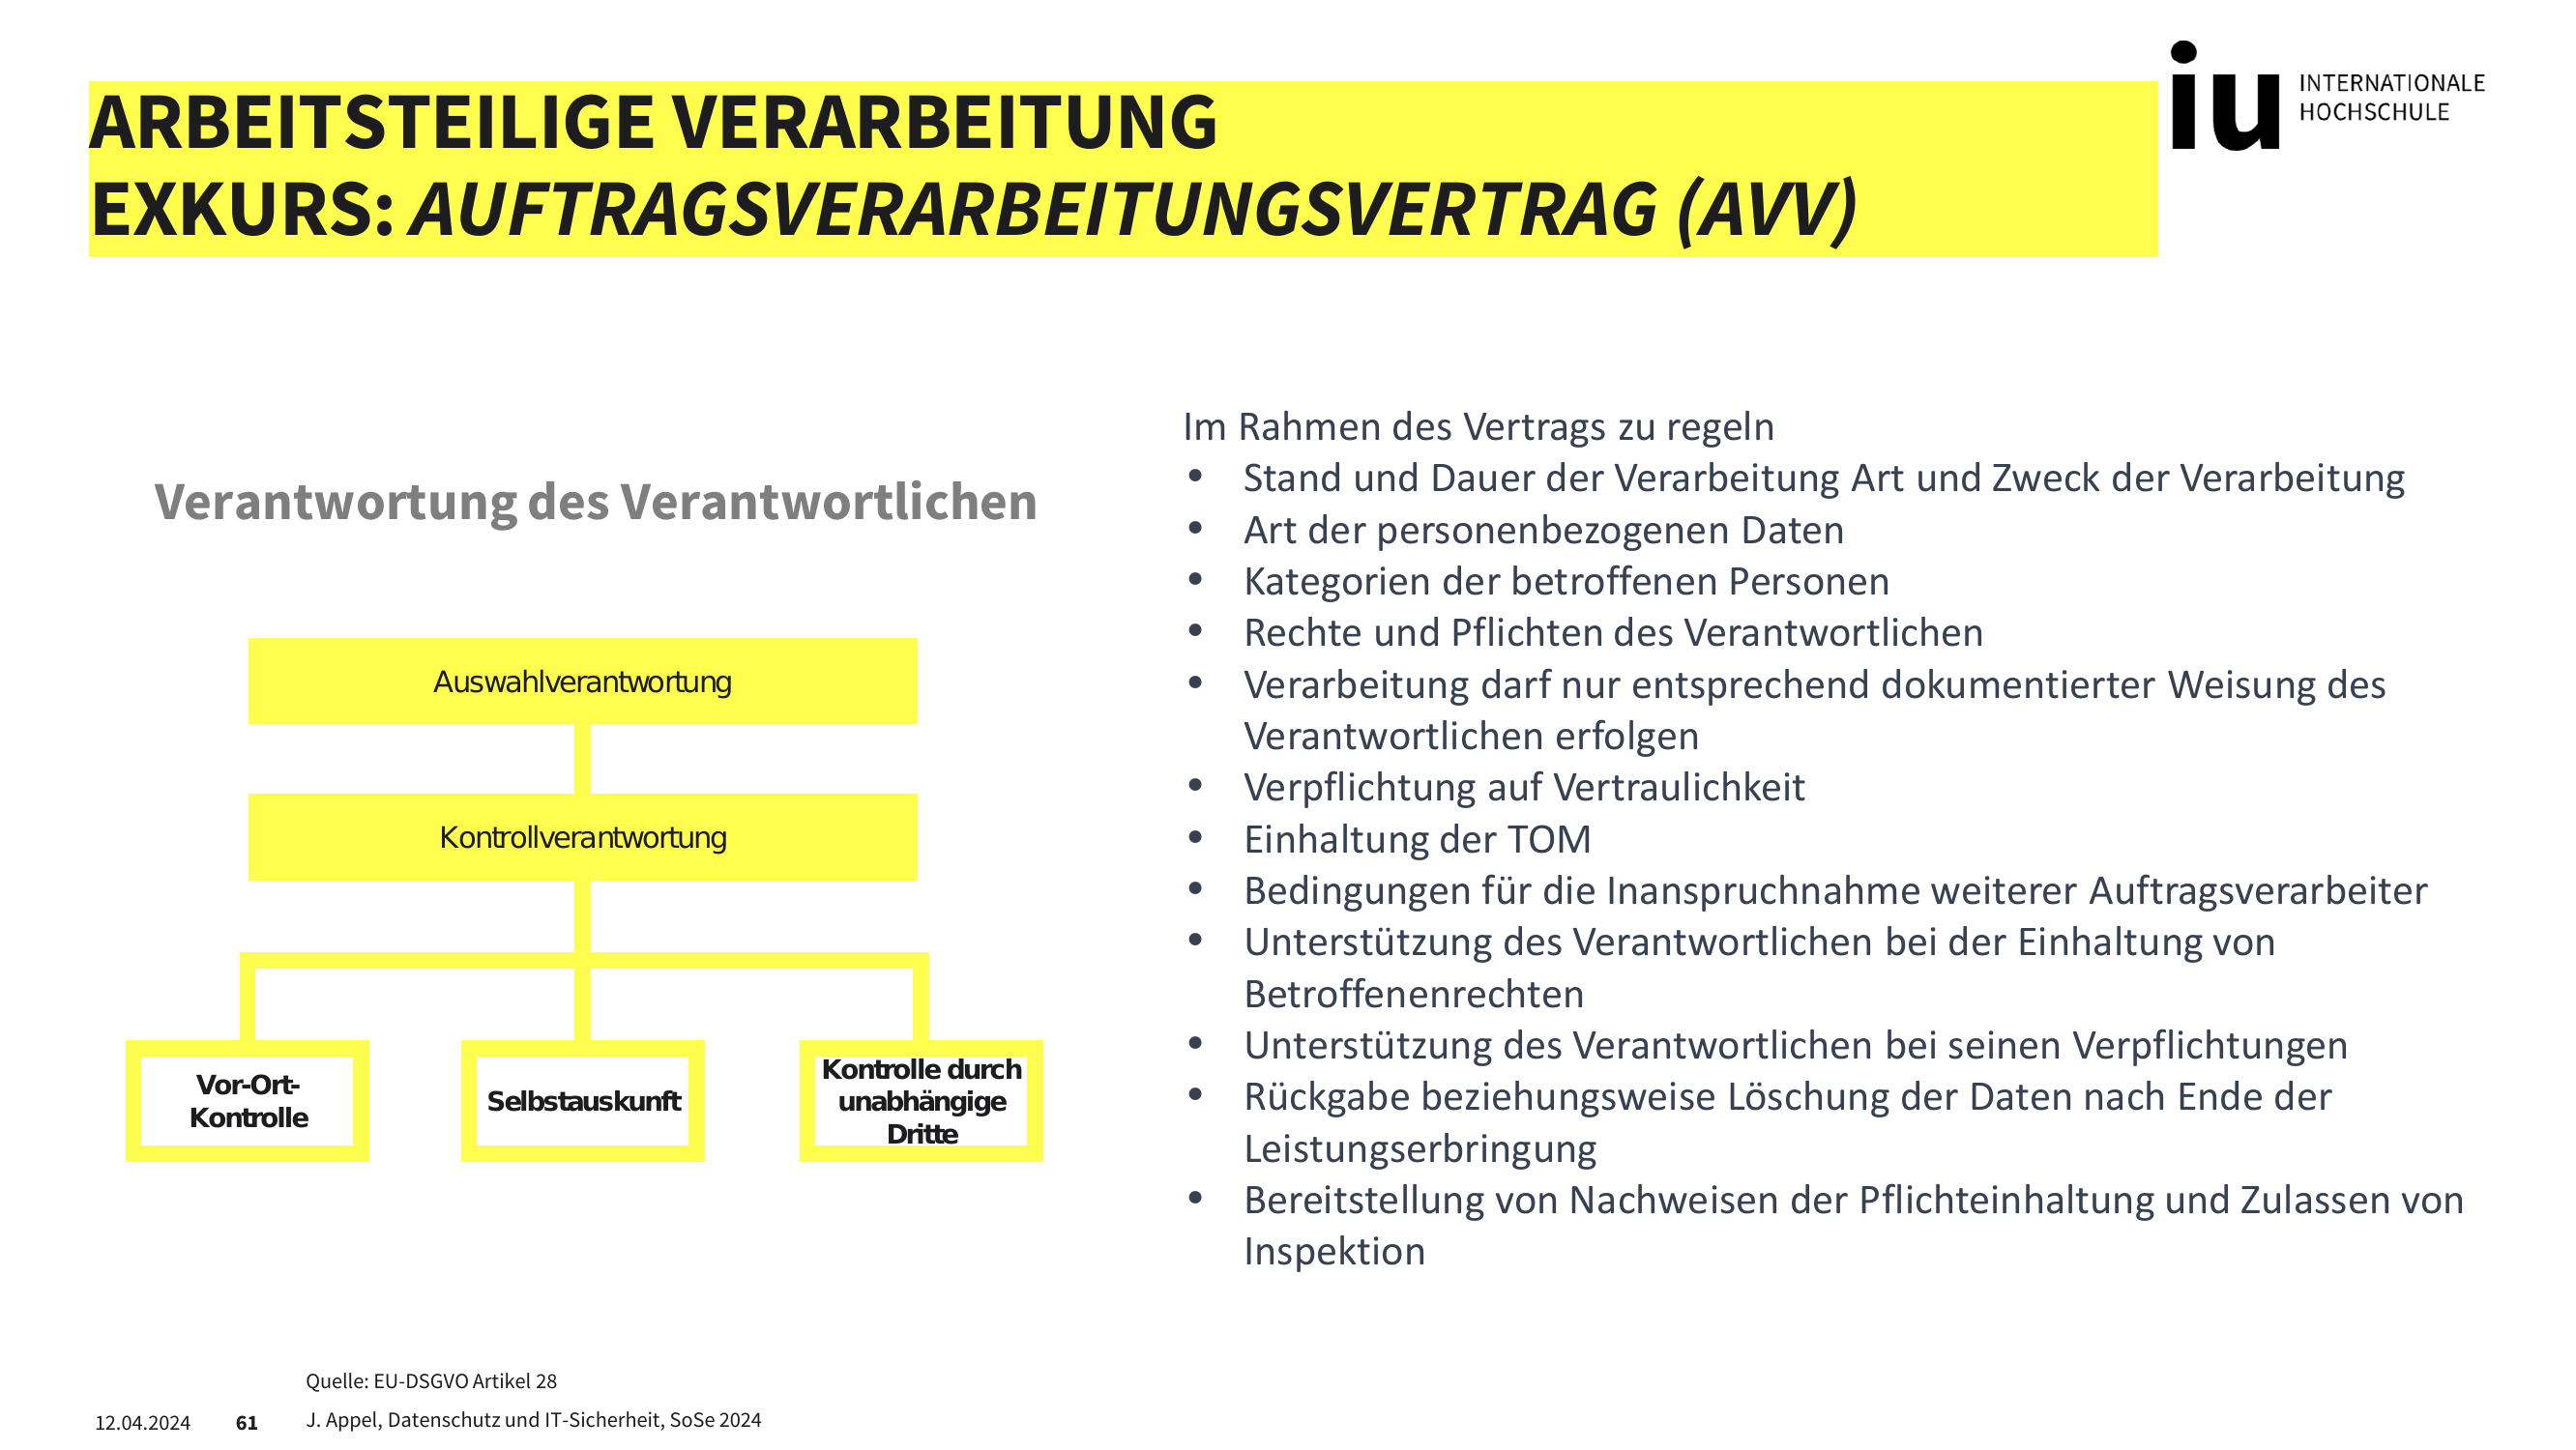 ARBEITSTEILIGE VERARBEITUNG
EXKURS: AUFTRAGSVERARBEITUNGSVERTRAG (AVV)
iu INTERNATIONALE
HOCHSCHULE
Verantwortung des Verantwortlichen
Auswahlverantwortung
Kontrollverantwortung
Vor-Ort-
Kontrolle
Selbstauskunft
Kontrolle durch
unabhängige
Dritte
Im Rahmen des Vertrags zu regeln
• Stand und Dauer der Verarbeitung Art und Zweck der Verarbeitung
• Art der personenbezogenen Daten
• Kategorien der betroffenen Personen
• Rechte und Pflichten des Verantwortlichen
• Verarbeitung darf nur entsprechend dokumentierter Weisung des
Verantwortlichen erfolgen
• Verpflichtung auf Vertraulichkeit
• Einhaltung der TOM
• Bedingungen für die Inanspruchnahme weiterer Auftragsverarbeiter
• Unterstützung des Verantwortlichen bei der Einhaltung von
Betroffenenrechten
• Unterstützung des Verantwortlichen bei seinen Verpflichtungen
• Rückgabe beziehungsweise Löschung der Daten nach Ende der
Leistungserbringung
• Bereitstellung von Nachweisen der Pflichteinhaltung und Zulassen von
Inspektion
Quelle: EU-DSGVO Artikel 28
12.04.2024 61 J. Appel, Datenschutz und IT-Sicherheit, SoSe 2024